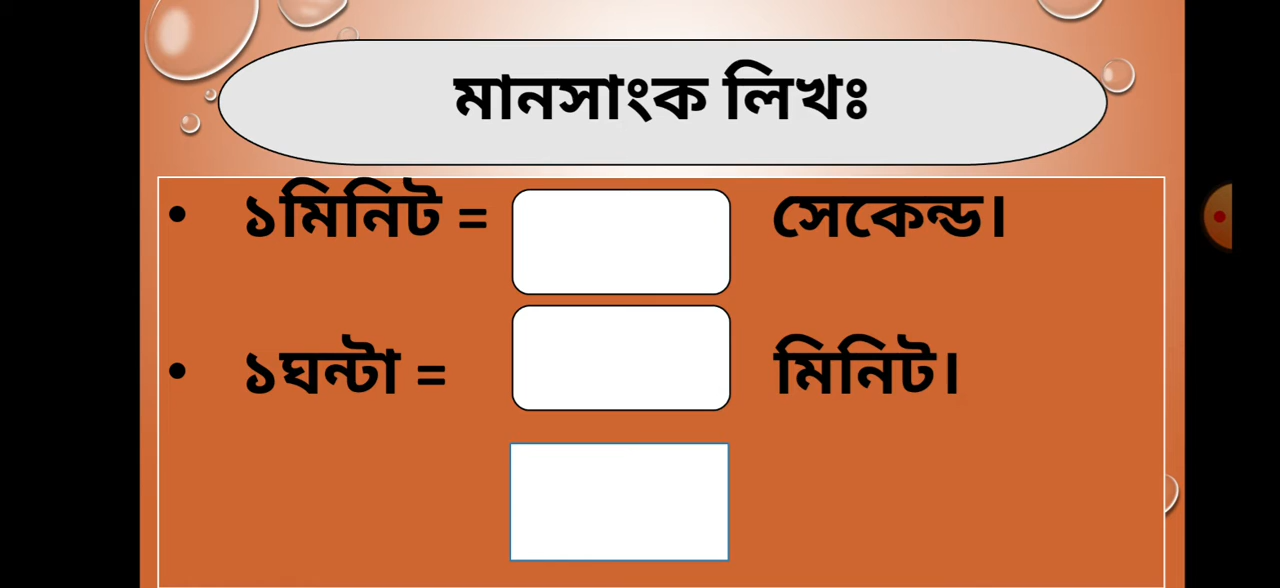 মানসাংক লিখঃ
• ১মিনিট = সেকেন্ড।
• ১ঘন্টা = মিনিট।